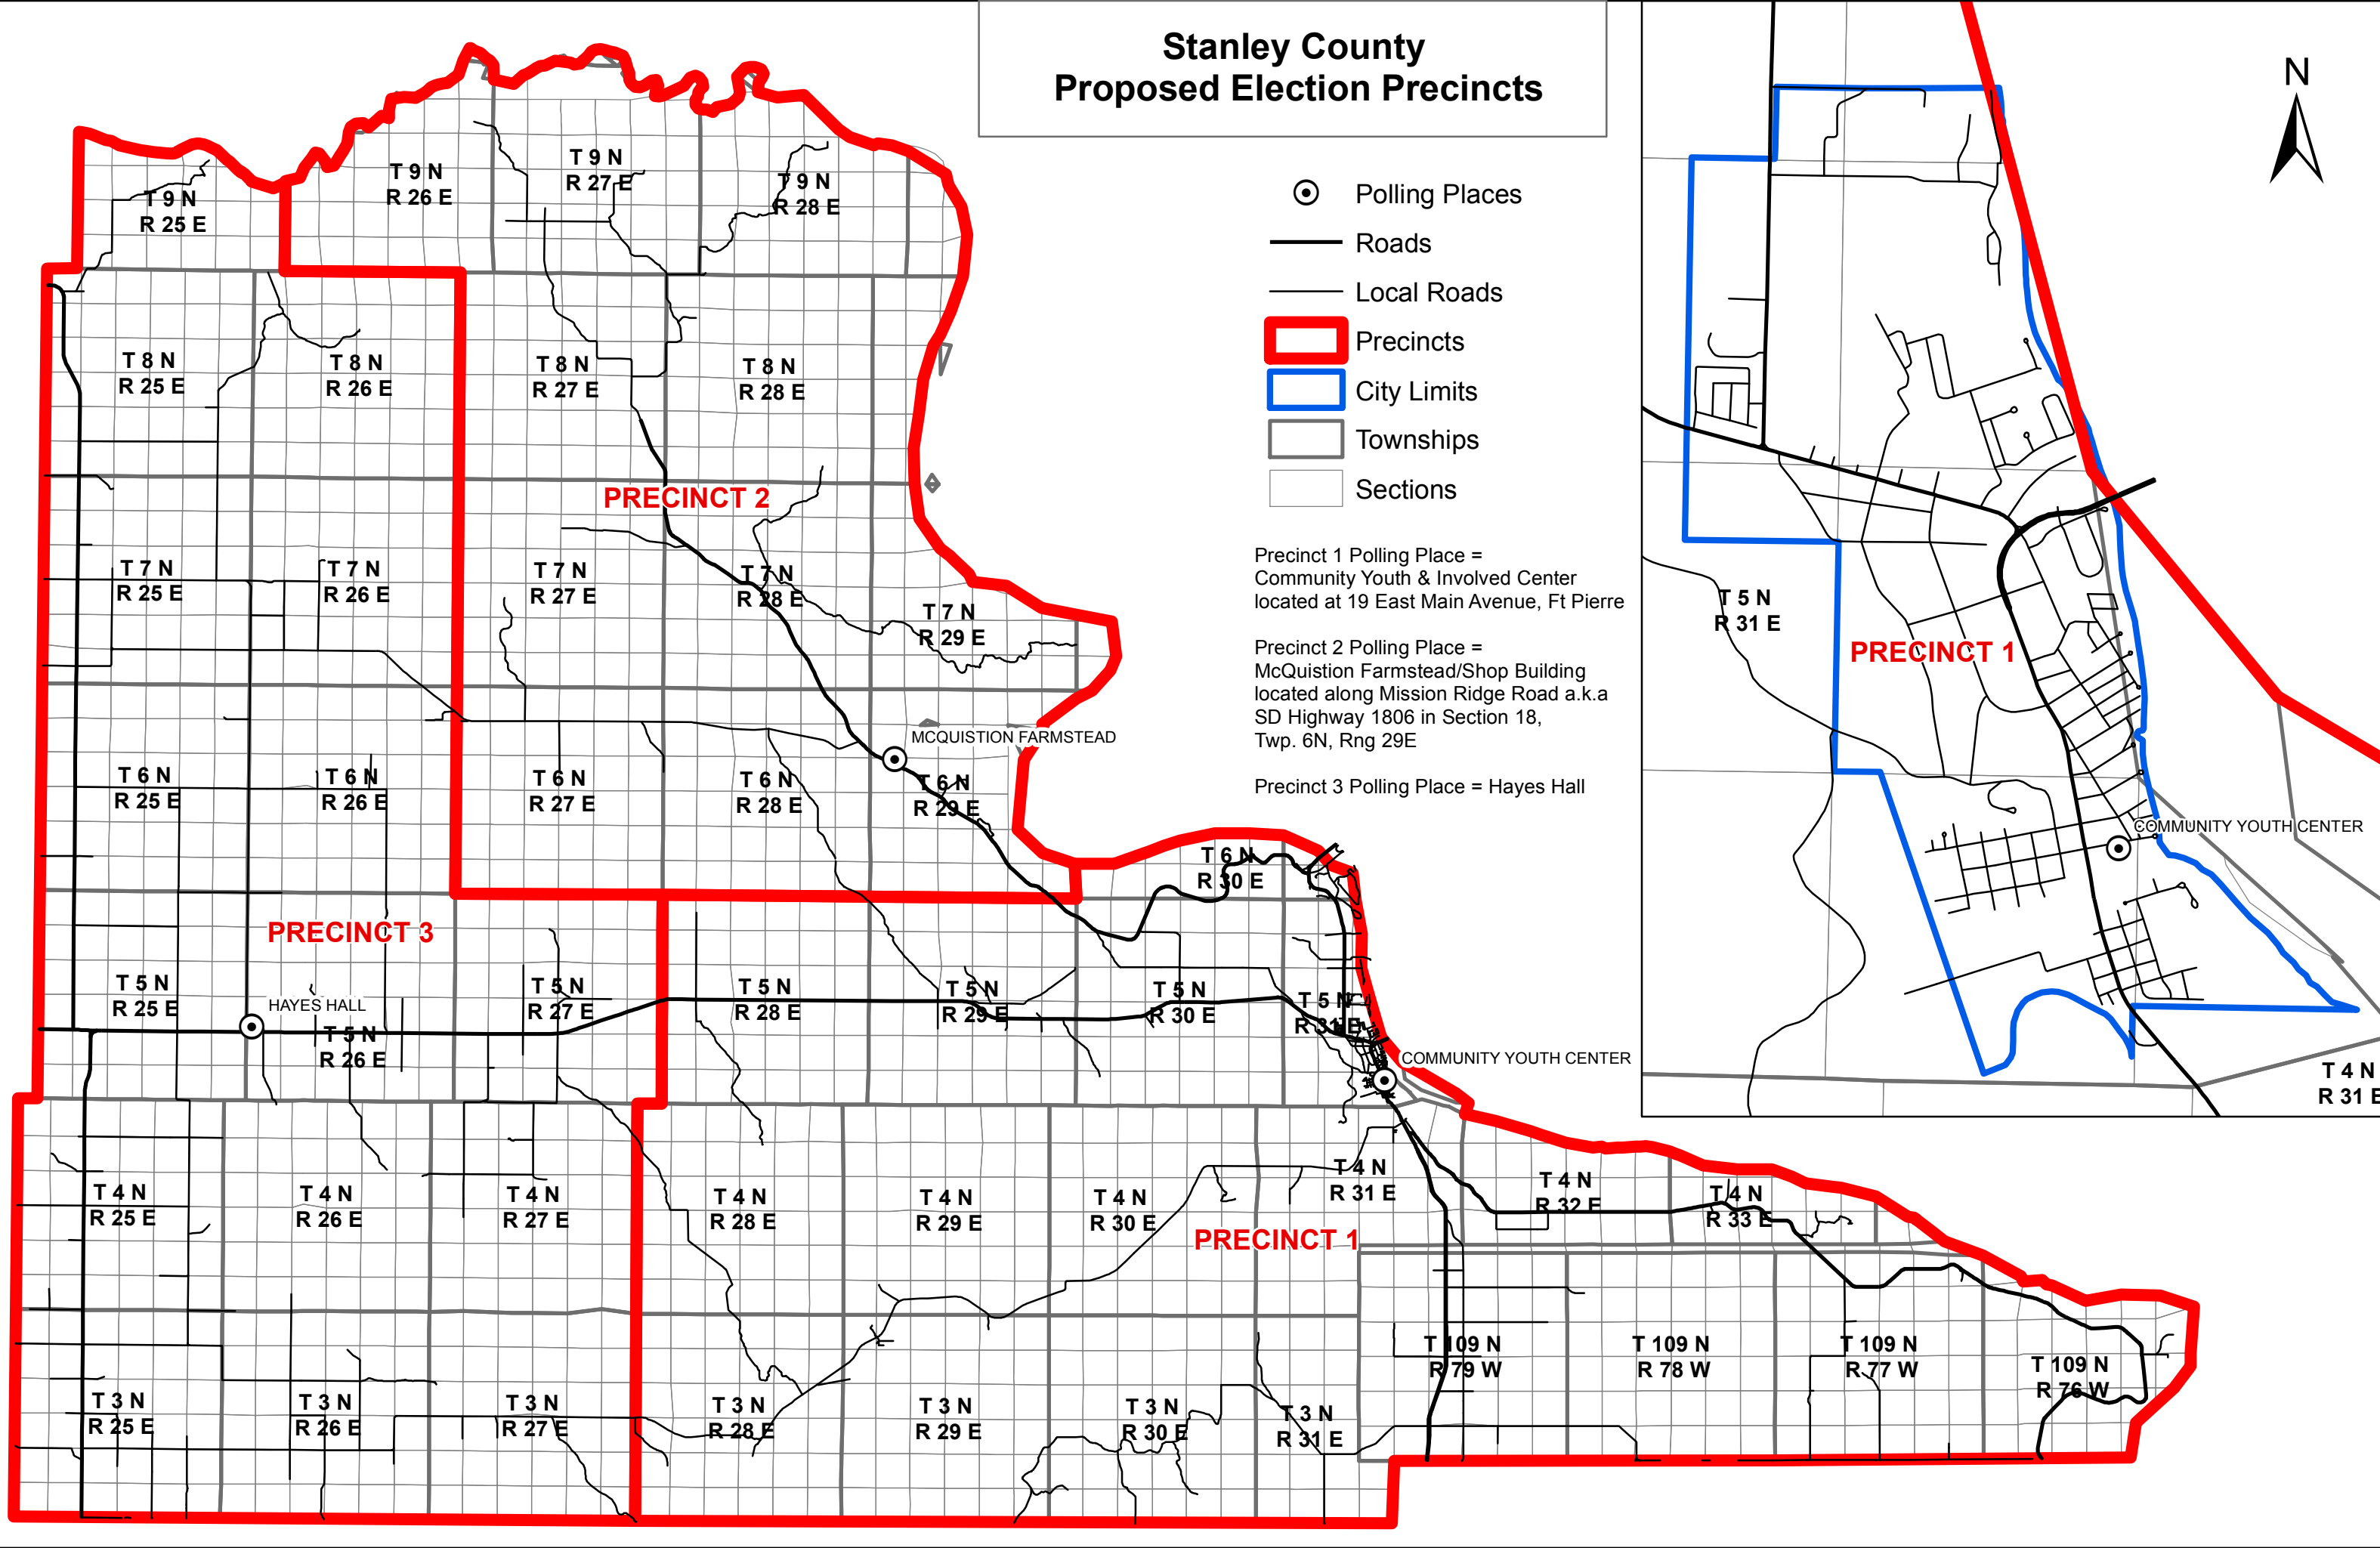 Stanley County
Proposed Election Precincts
N
Polling Places
Roads
Local Roads
Precincts
City Limits
Townships
Sections
Precinct 1 Polling Place =
Community Youth & Involved Center
located at 19 East Main Avenue, Ft Pierre
Precinct 2 Polling Place =
McQuistion Farmstead/Shop Building
located along Mission Ridge Road a.k.a
SD Highway 1806 in Section 18,
Twp. 6N, Rng 29E
Precinct 3 Polling Place = Hayes Hall
T 9 N
R 25 E
T 9 N
R 26 E
T 9 N
R 27 E
T 9 N
R 28 E
T 8 N
R 25 E
T 8 N
R 26 E
T 8 N
R 27 E
T 8 N
R 28 E
PRECINCT 2
T 7 N
R 25 E
T 7 N
R 26 E
T 7 N
R 27 E
T 7 N
R 28 E
T 7 N
R 29 E
MCQUISTION FARMSTEAD
T 6 N
R 25 E
T 6 N
R 26 E
T 6 N
R 27 E
T 6 N
R 28 E
T 6 N
R 29 E
T 6 N
R 30 E
PRECINCT 3
T 5 N
R 25 E
HAYES HALL
T 5 N
R 26 E
T 5 N
R 27 E
T 5 N
R 28 E
T 5 N
R 29 E
T 5 N
R 30 E
T 5 N
R 31 E
COMMUNITY YOUTH CENTER
T 4 N
R 25 E
T 4 N
R 26 E
T 4 N
R 27 E
T 4 N
R 28 E
T 4 N
R 29 E
T 4 N
R 30 E
T 4 N
R 31 E
T 4 N
R 32 E
T 4 N
R 33 E
PRECINCT 1
T 3 N
R 25 E
T 3 N
R 26 E
T 3 N
R 27 E
T 3 N
R 28 E
T 3 N
R 29 E
T 3 N
R 30 E
T 3 N
R 31 E
T 109 N
R 79 W
T 109 N
R 78 W
T 109 N
R 77 W
T 109 N
R 76 W
T 5 N
R 31 E
PRECINCT 1
COMMUNITY YOUTH CENTER
T 4 N
R 31 E